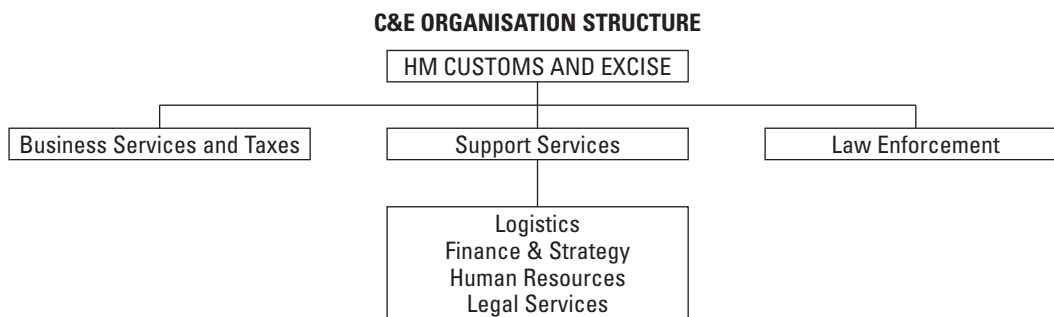 C&E ORGANISATION STRUCTURE
HM CUSTOMS AND EXCISE
Business Services and Taxes
Support Services
Law Enforcement
Logistics
Finance & Strategy
Human Resources
Legal Services